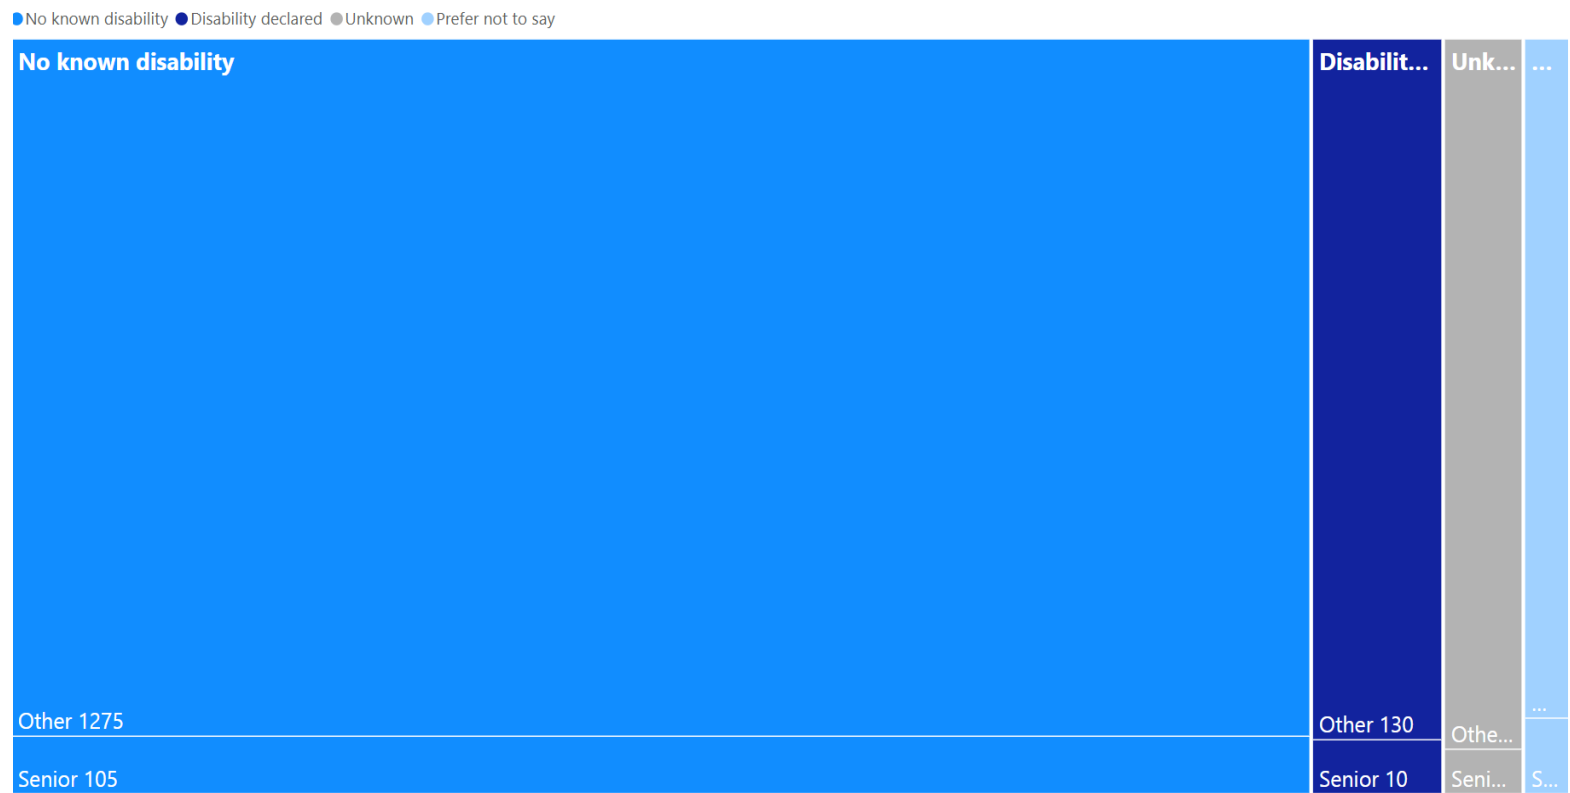 No known disability Disability declared Unknown Prefer not to say
No known disability
Disabilit...
Unk...
...
Other 1275
Other 130
Othe...
...
Senior 105
Senior 10
Seni...
S...